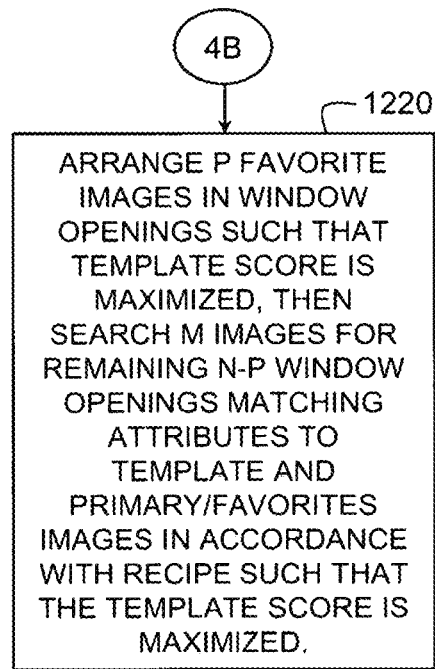 4B
1220
ARRANGE P FAVORITE
IMAGES IN WINDOW
OPENINGS SUCH THAT
TEMPLATE SCORE IS
MAXIMIZED, THEN
SEARCH M IMAGES FOR
REMAINING N-P WINDOW
OPENINGS MATCHING
ATTRIBUTES TO
TEMPLATE AND
PRIMARY/FAVORITES
IMAGES IN ACCORDANCE
WITH RECIPE SUCH THAT
THE TEMPLATE SCORE IS
MAXIMIZED.